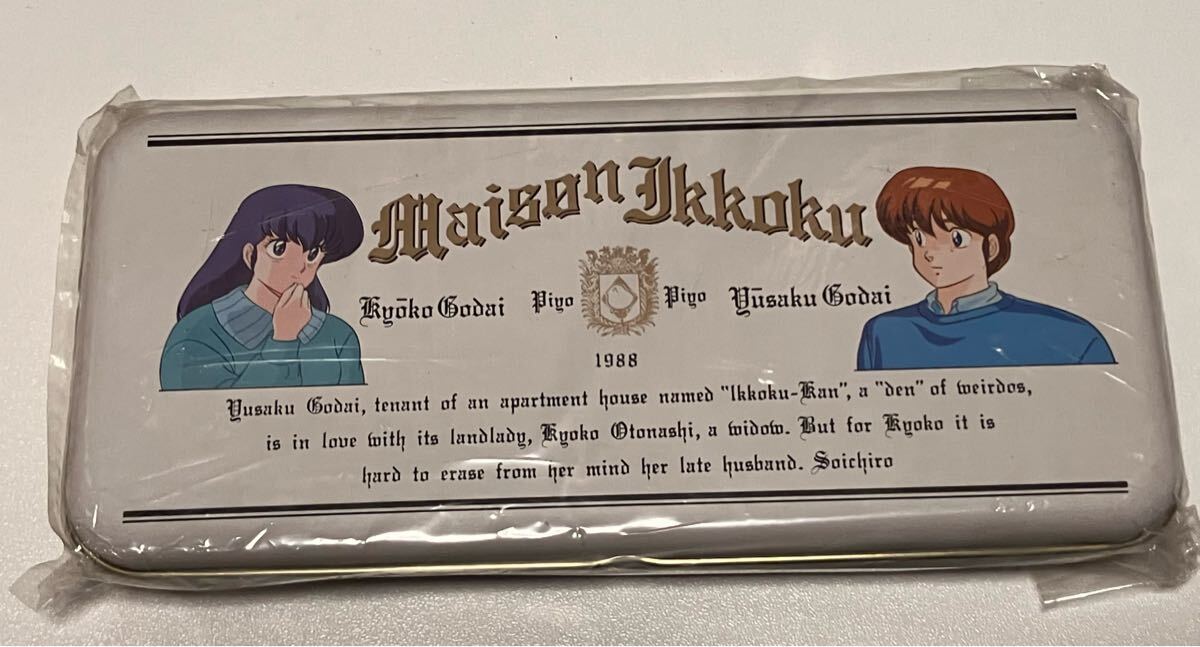 Maison Ikkoku
Kyōko Godai Piyo Piyo Yūsaku Godai
1988
Yusaku Godai, tenant of an apartment house named "Ikkoku-Kan", a "den" of weirdos,
is in love with its landlady, Kyoko Otonashi, a widow. But for Kyoko it is
hard to erase from her mind her late husband. Soichiro